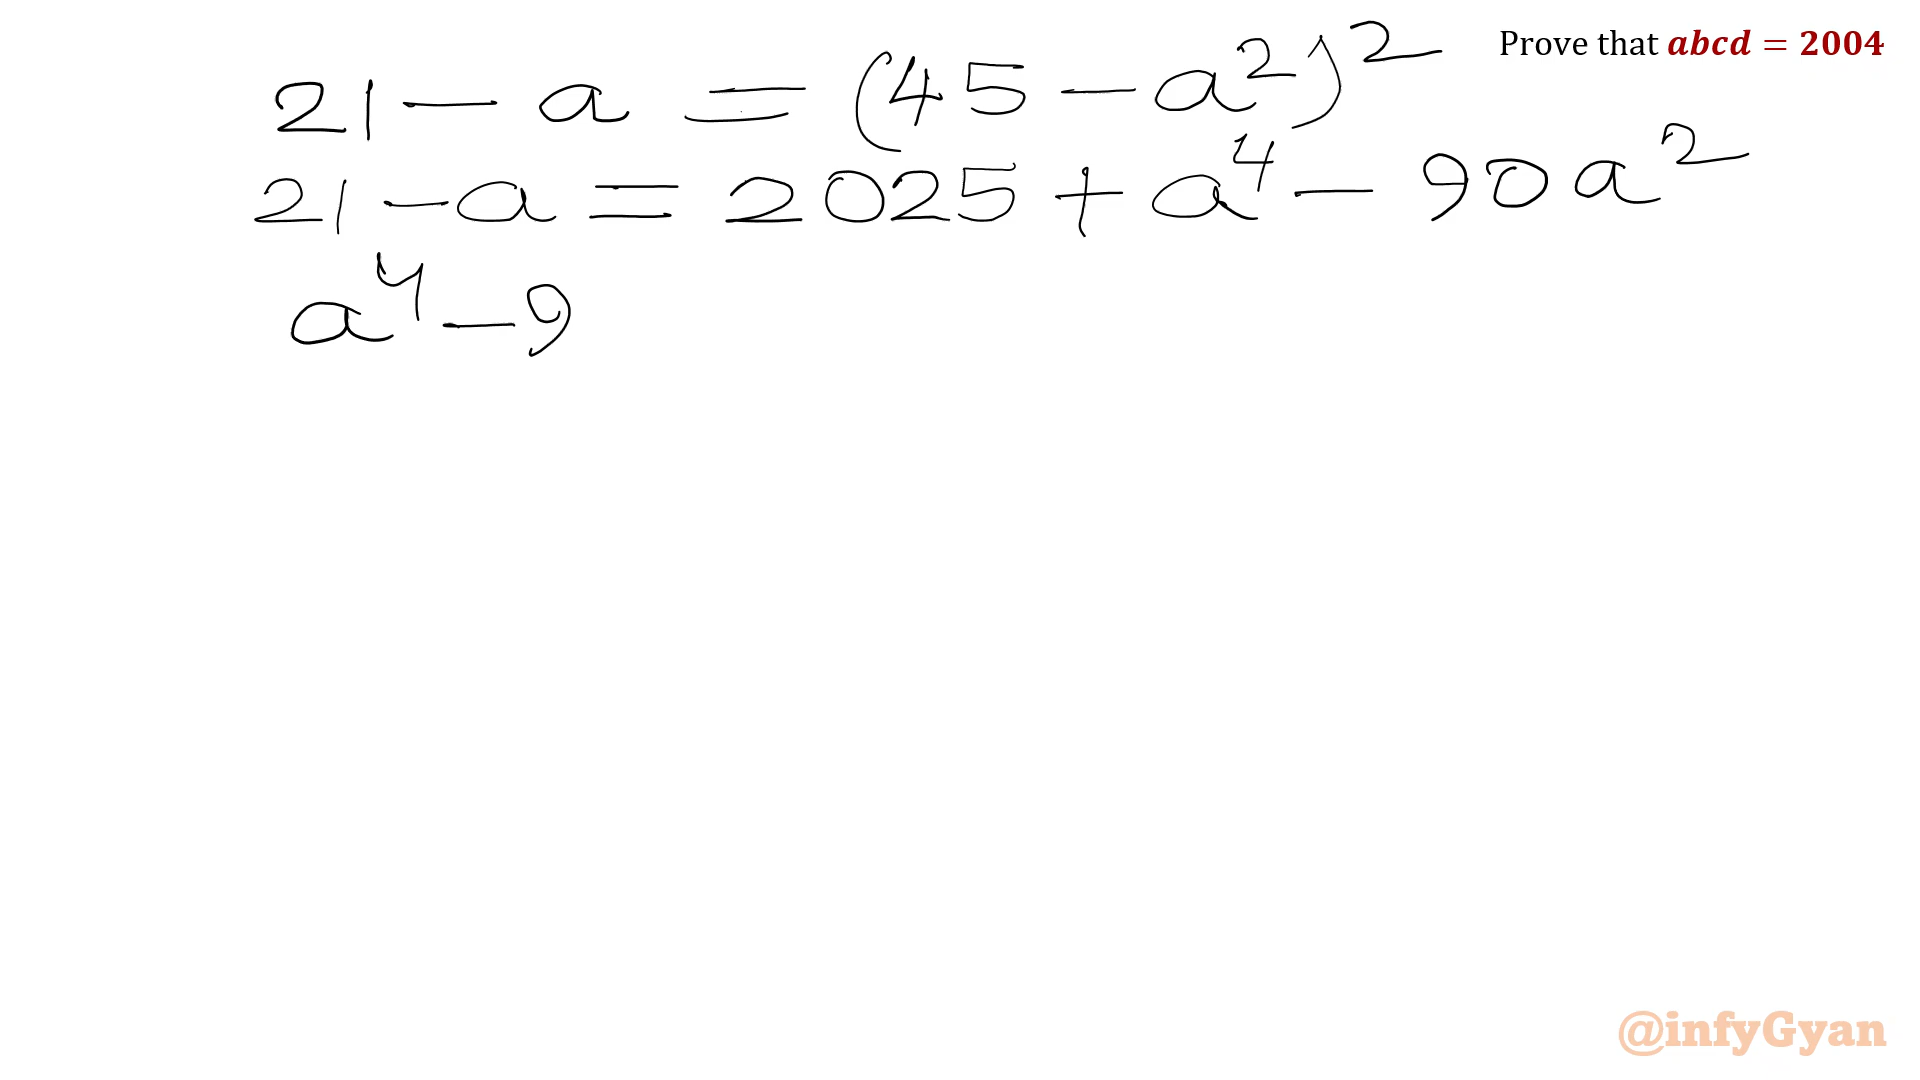 Prove that abcd = 2004
21 - a = (45 - a²)²
21 - a = 2025 + a⁴ - 90a²
a⁴ - 9
@infyGyan